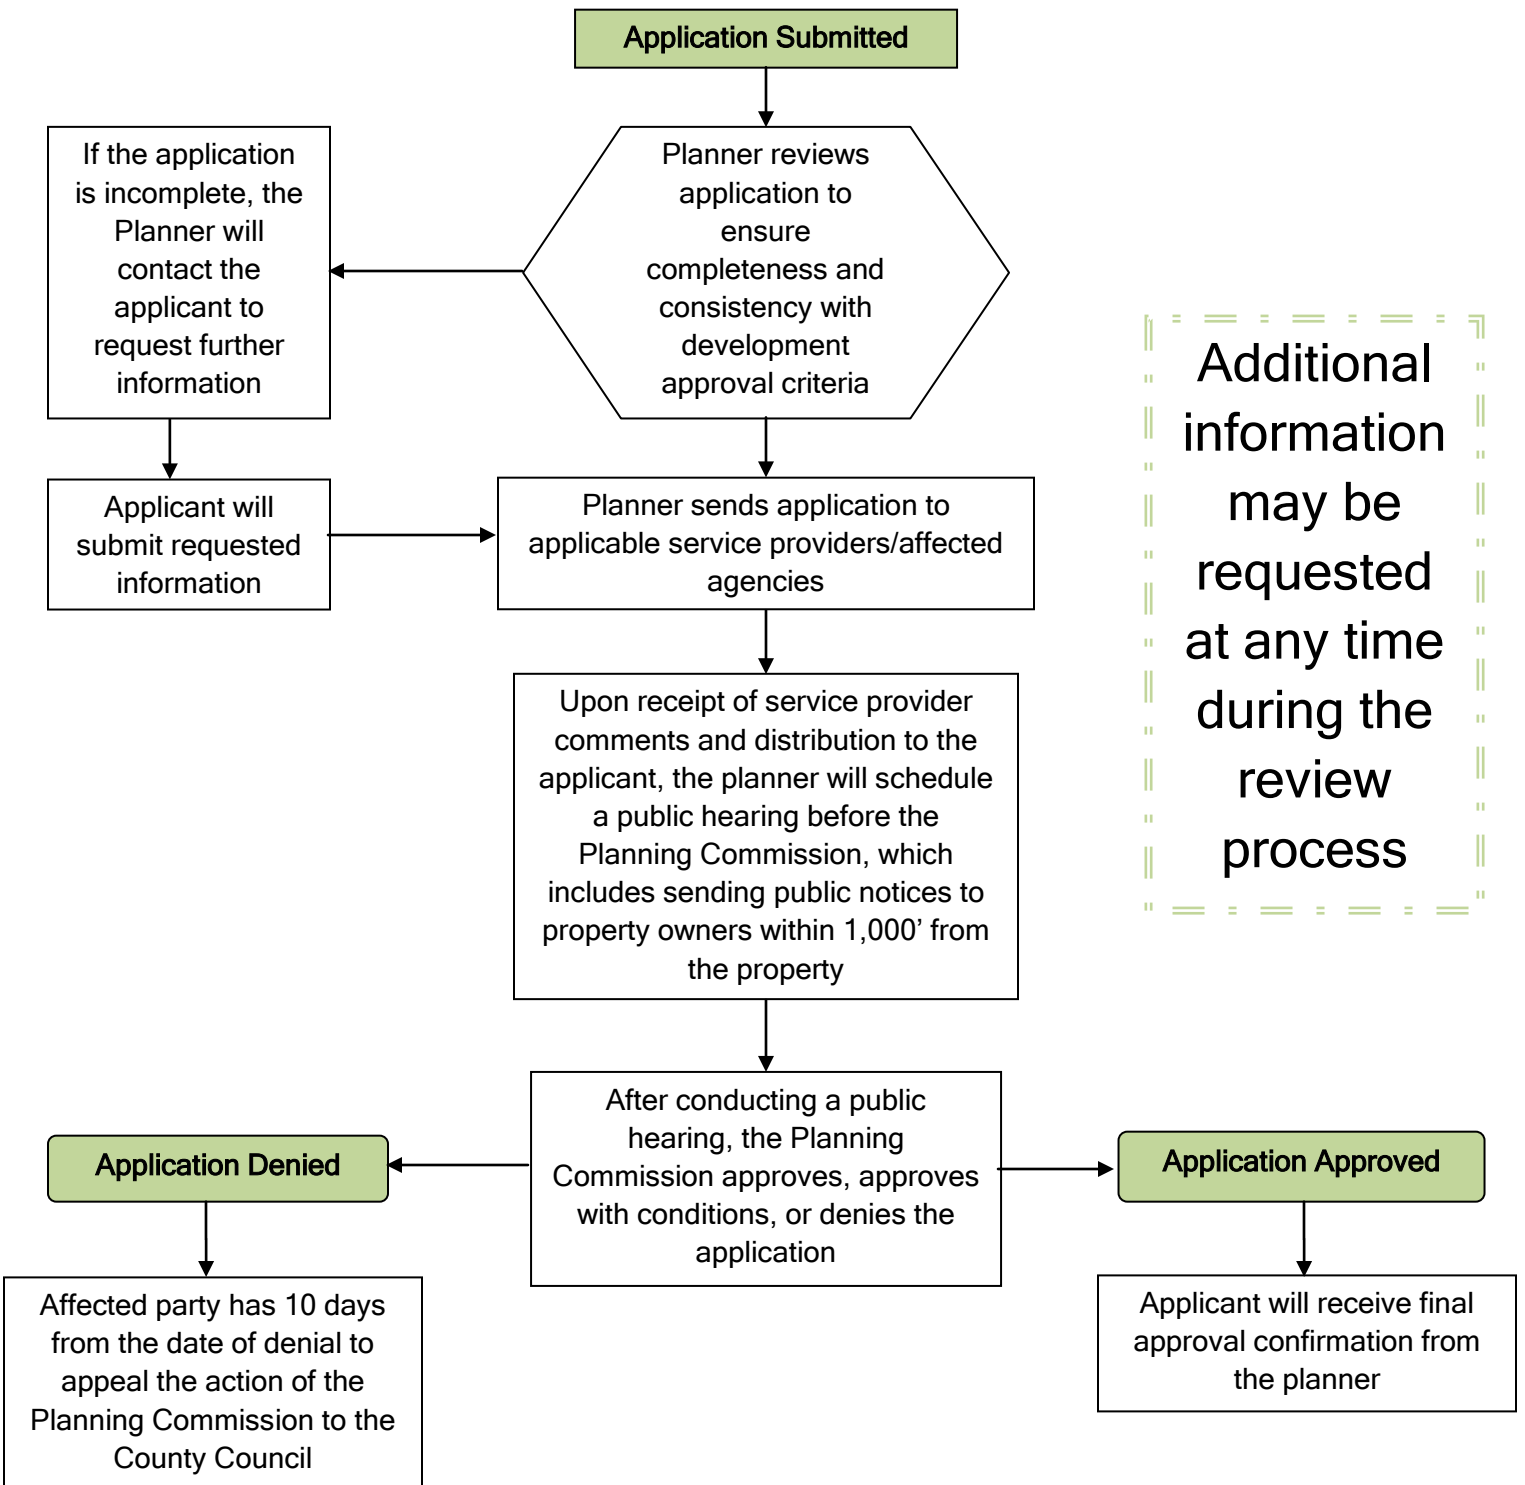 Application Submitted
If the application
is incomplete, the
Planner will
contact the
applicant to
request further
information
Planner reviews
application to
ensure
completeness and
consistency with
development
approval criteria
Additional
information
may be
requested
at any time
during the
review
process
Applicant will
submit requested
information
Planner sends application to
applicable service providers/affected
agencies
Upon receipt of service provider
comments and distribution to the
applicant, the planner will schedule
a public hearing before the
Planning Commission, which
includes sending public notices to
property owners within 1,000’ from
the property
After conducting a public
hearing, the Planning
Commission approves, approves
with conditions, or denies the
application
Application Denied
Application Approved
Affected party has 10 days
from the date of denial to
appeal the action of the
Planning Commission to the
County Council
Applicant will receive final
approval confirmation from
the planner